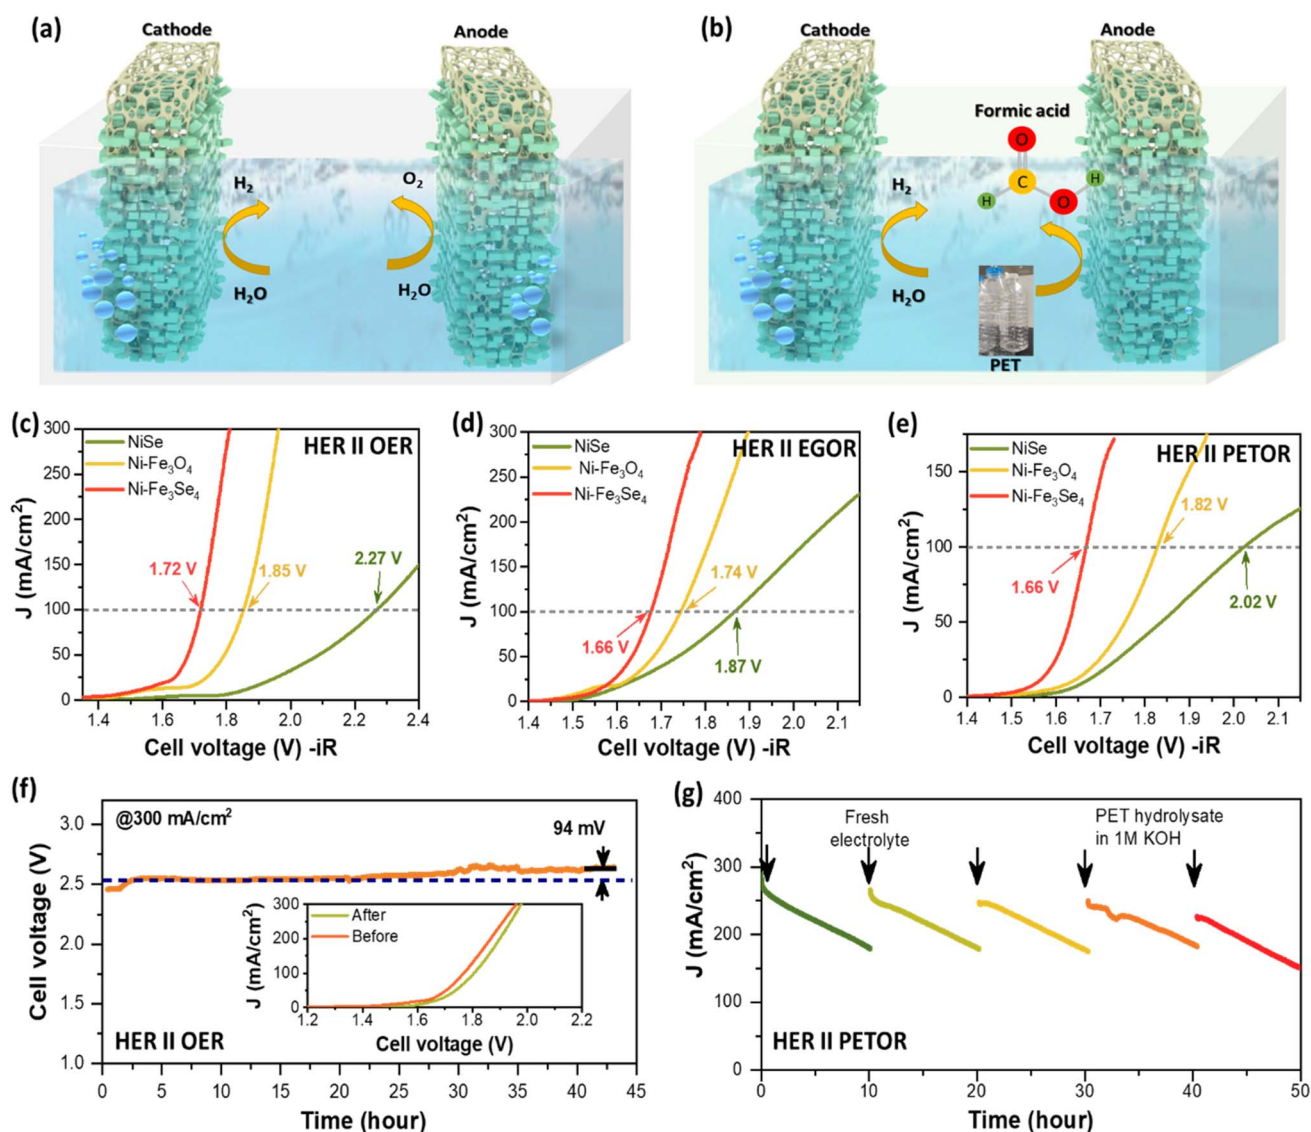 (a)
Cathode
Anode
H₂
O₂
H₂O
H₂O
(b)
Cathode
Anode
Formic acid
O
C
H
O
H
H₂
H₂O
PET
(c)
HER II OER
NiSe
Ni-Fe₃O₄
Ni-Fe₃Se₄
1.72 V
1.85 V
2.27 V
J (mA/cm²)
300
250
200
150
100
50
0
1.4
1.6
1.8
2.0
2.2
2.4
Cell voltage (V) -iR
(d)
HER II EGOR
NiSe
Ni-Fe₃O₄
Ni-Fe₃Se₄
1.66 V
1.74 V
1.87 V
J (mA/cm²)
300
250
200
150
100
50
0
1.4
1.5
1.6
1.7
1.8
1.9
2.0
2.1
Cell voltage (V) -iR
(e)
HER II PETOR
NiSe
Ni-Fe₃O₄
Ni-Fe₃Se₄
1.66 V
1.82 V
2.02 V
J (mA/cm²)
150
100
50
0
1.4
1.5
1.6
1.7
1.8
1.9
2.0
2.1
Cell voltage (V) -iR
(f)
@300 mA/cm²
94 mV
Cell voltage (V)
3.0
2.5
2.0
1.5
1.0
After
Before
J (mA/cm²)
300
200
100
0
1.2
1.4
1.6
1.8
2.0
2.2
Cell voltage (V)
HER II OER
0
5
10
15
20
25
30
35
40
45
Time (hour)
(g)
Fresh
electrolyte
PET hydrolysate
in 1M KOH
J (mA/cm²)
400
300
200
100
0
HER II PETOR
0
10
20
30
40
50
Time (hour)